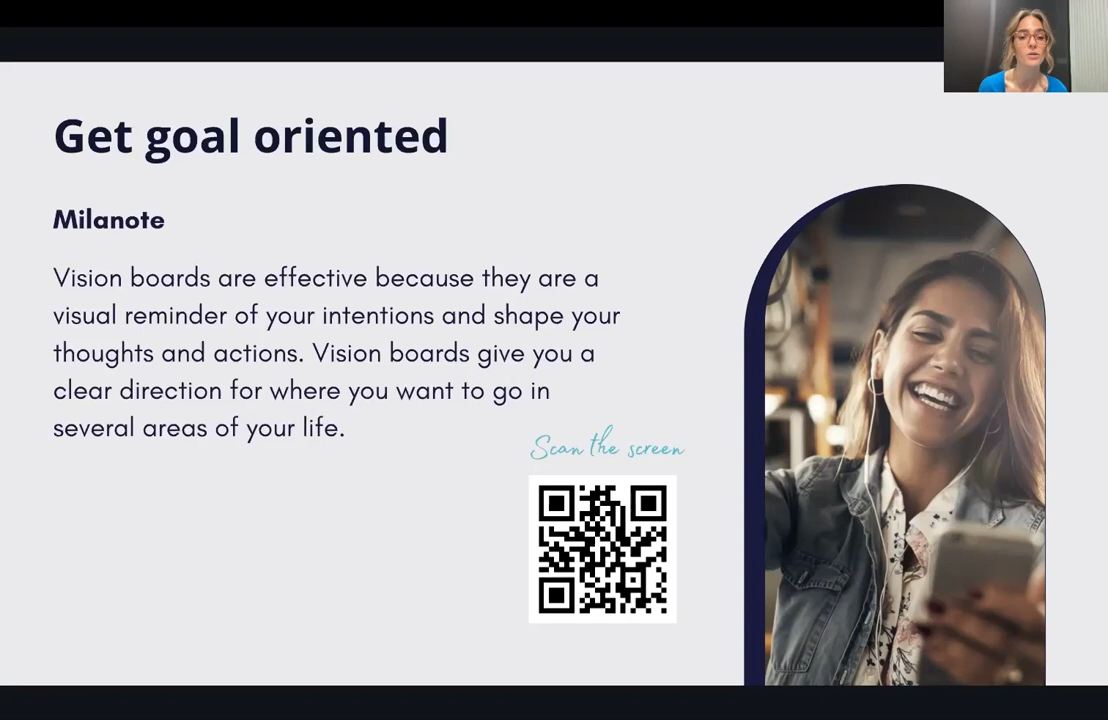 Get goal oriented
Milanote
Vision boards are effective because they are a
visual reminder of your intentions and shape your
thoughts and actions. Vision boards give you a
clear direction for where you want to go in
several areas of your life.
Scan the screen